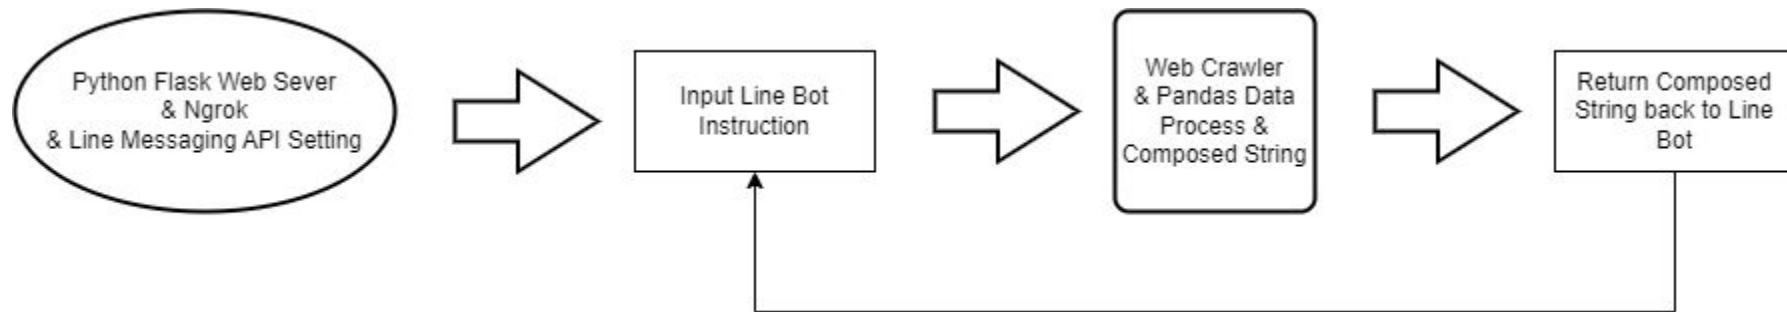 Python Flask Web Sever
& Ngrok
& Line Messaging API Setting
Input Line Bot
Instruction
Web Crawler
& Pandas Data
Process &
Composed String
Return Composed
String back to Line
Bot